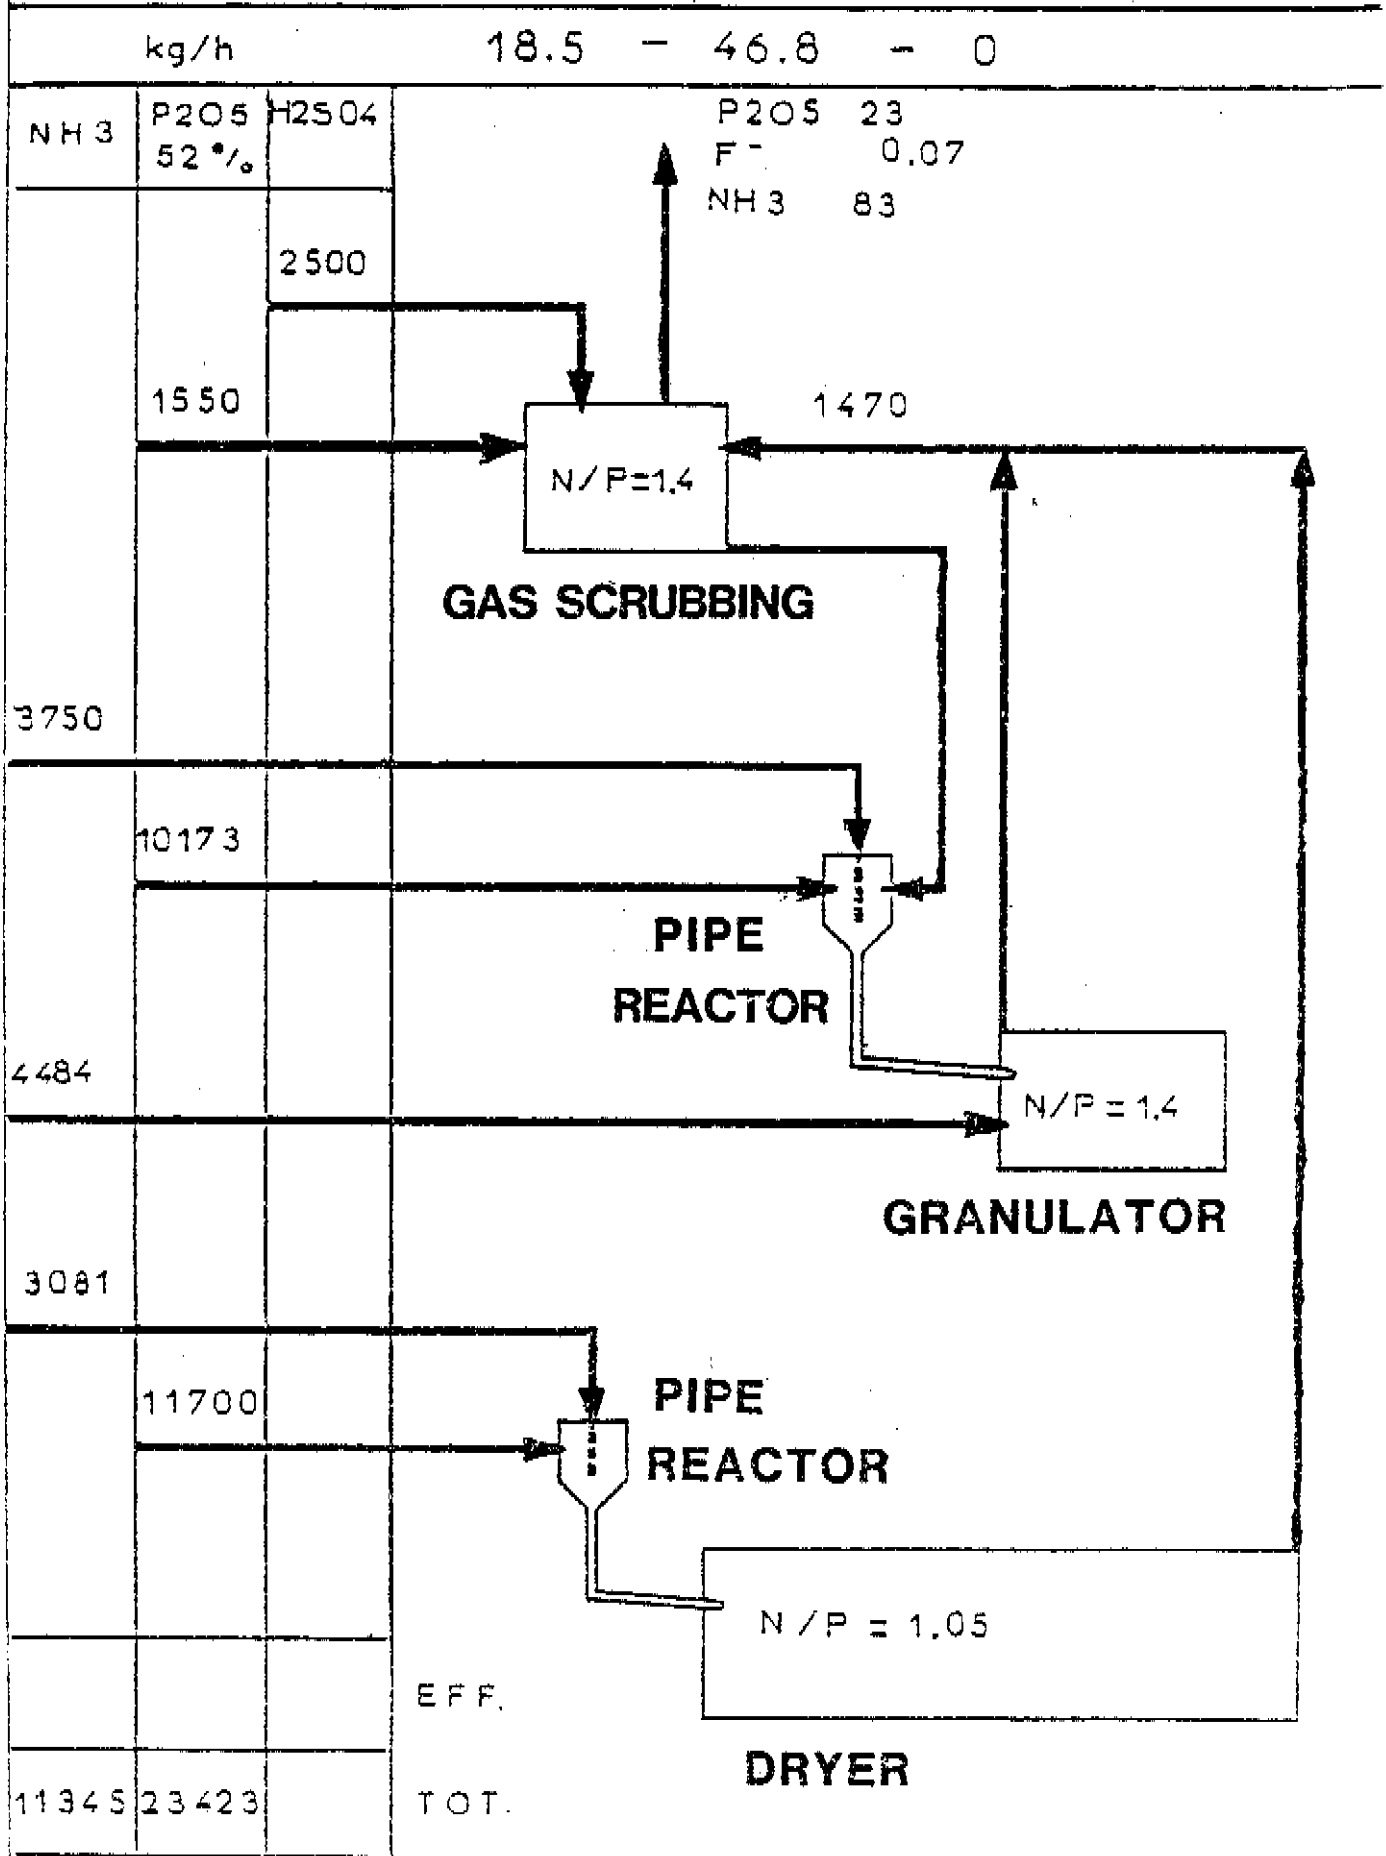 kg/h 18.5 - 46.8 - 0
NH3 P2O5 52% H2SO4
P2O5 23
F- 0.07
NH3 83
2500
1550
1470
N/P=1.4
GAS SCRUBBING
3750
10173
PIPE
REACTOR
4484
N/P = 1.4
GRANULATOR
3081
11700
PIPE
REACTOR
N/P = 1.05
EFF.
DRYER
11345 23423 TOT.